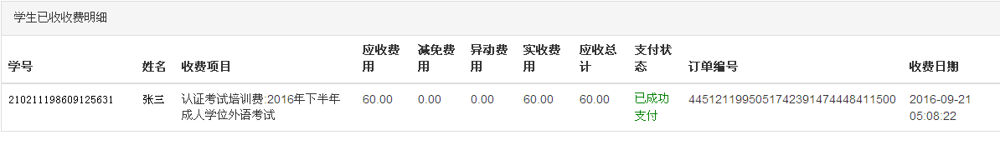 学生已收收费明细
应收费 减免费 异动费 实收费 应收总 支付状
学号 姓名 收费项目 用 用 用 用 计 态 订单编号 收费日期
210211198609125631 张三 认证考试培训费:2016年下半年 60.00 0.00 0.00 60.00 60.00 已成功 4451211995051742391474448411500 2016-09-21
成人学位外语考试 支付 05:08:22